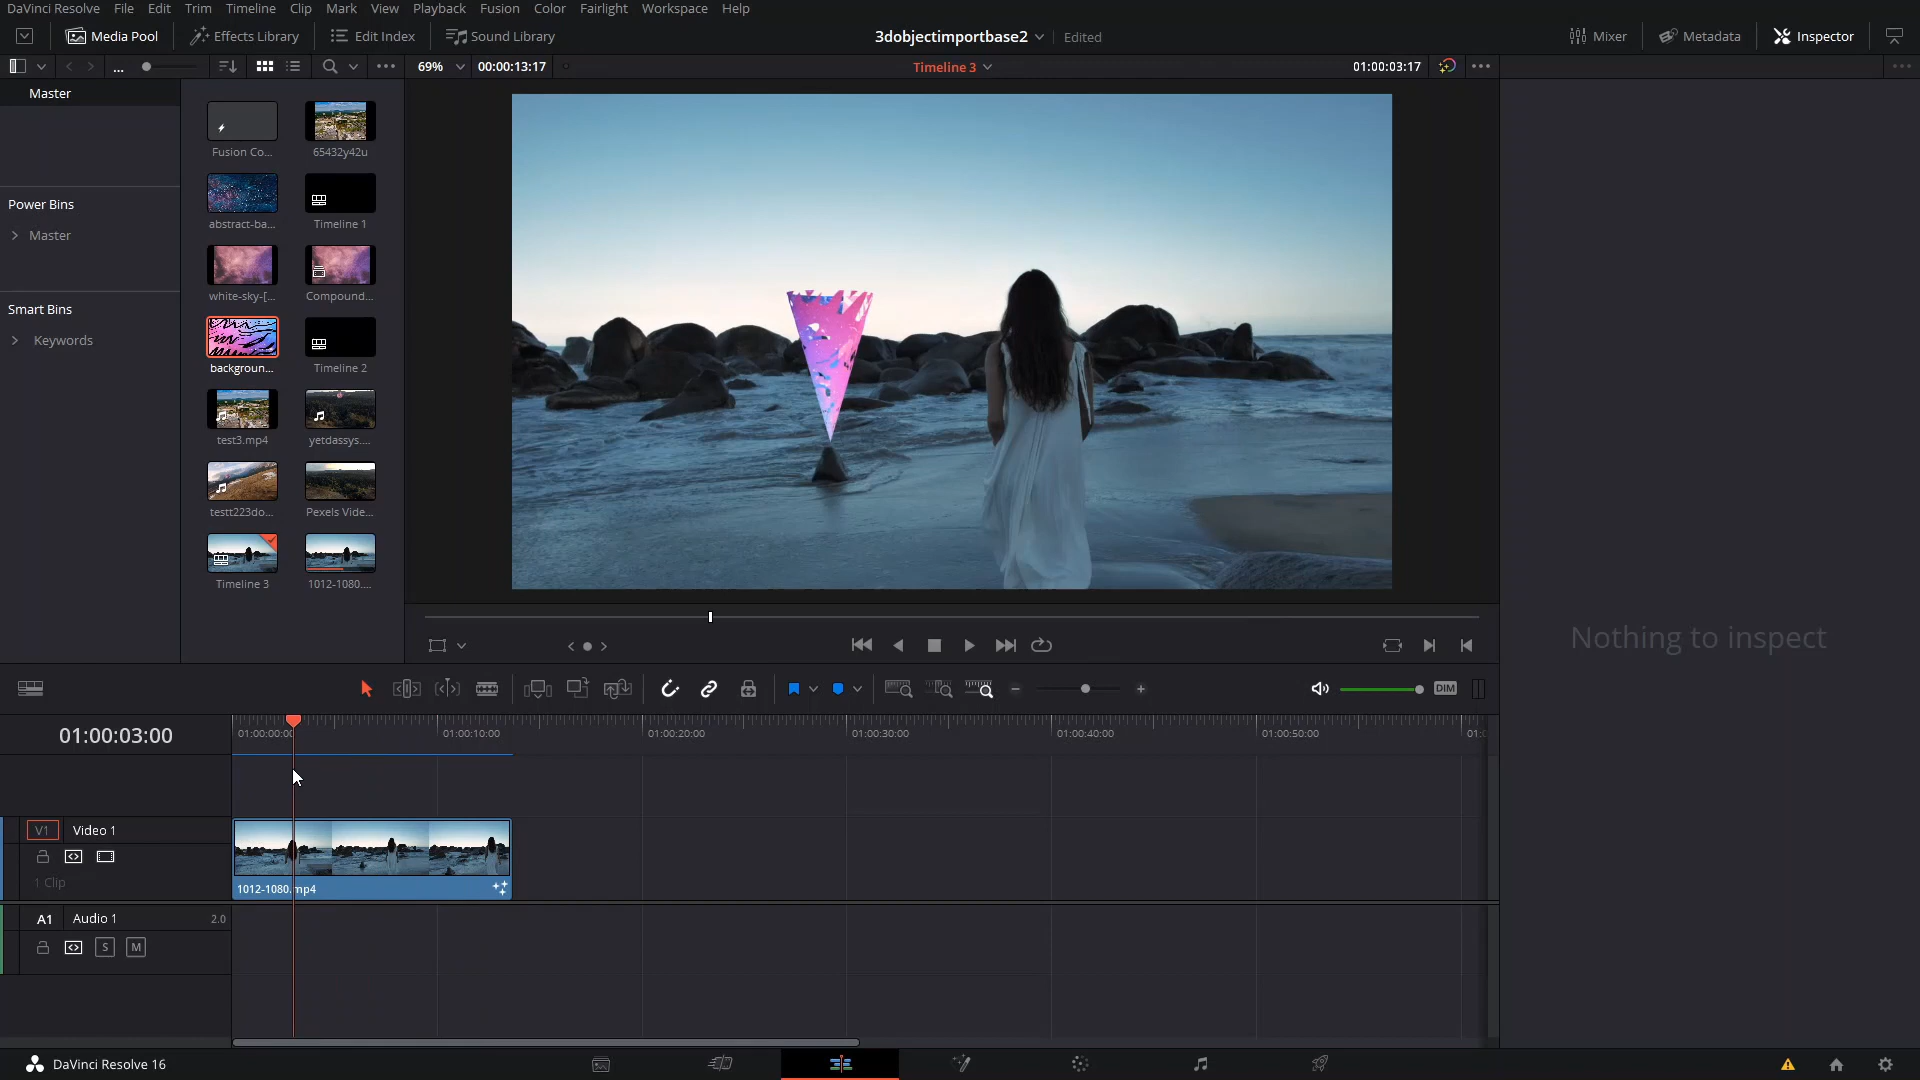 DaVinci Resolve File Edit Trim Timeline Clip Mark View Playback Fusion Color Fairlight Workspace Help
Media Pool Effects Library Edit Index Sound Library 3dobjectimportbase2 Edited Mixer Metadata Inspector
... 69% 00:00:13:17 Timeline 3 01:00:03:17
Master
Fusion Co... 65432y42u
Power Bins
abstract-ba... Timeline 1
Master
white-sky-[... Compound...
Smart Bins
Keywords
backgroun... Timeline 2
test3.mp4 yetdassys....
testt223do... Pexels Vide...
Timeline 3 1012-1080....
Nothing to inspect
DIM
01:00:03:00 01:00:00:00 01:00:10:00 01:00:20:00 01:00:30:00 01:00:40:00 01:00:50:00
V1 Video 1
1 Clip
1012-1080.mp4
A1 Audio 1 2.0
S M
DaVinci Resolve 16